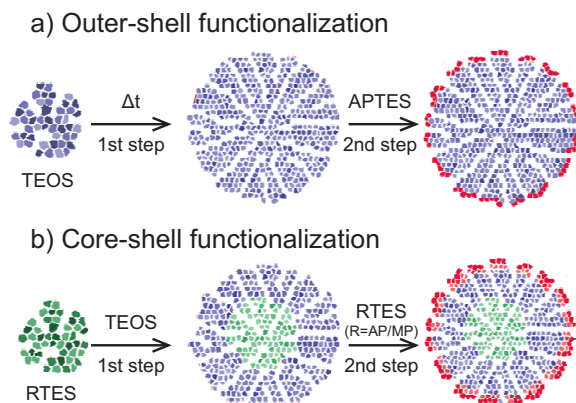 a) Outer-shell functionalization
Δt
1st step
TEOS
APTES
2nd step
b) Core-shell functionalization
TEOS
1st step
RTES
RTES
(R=AP/MP)
2nd step